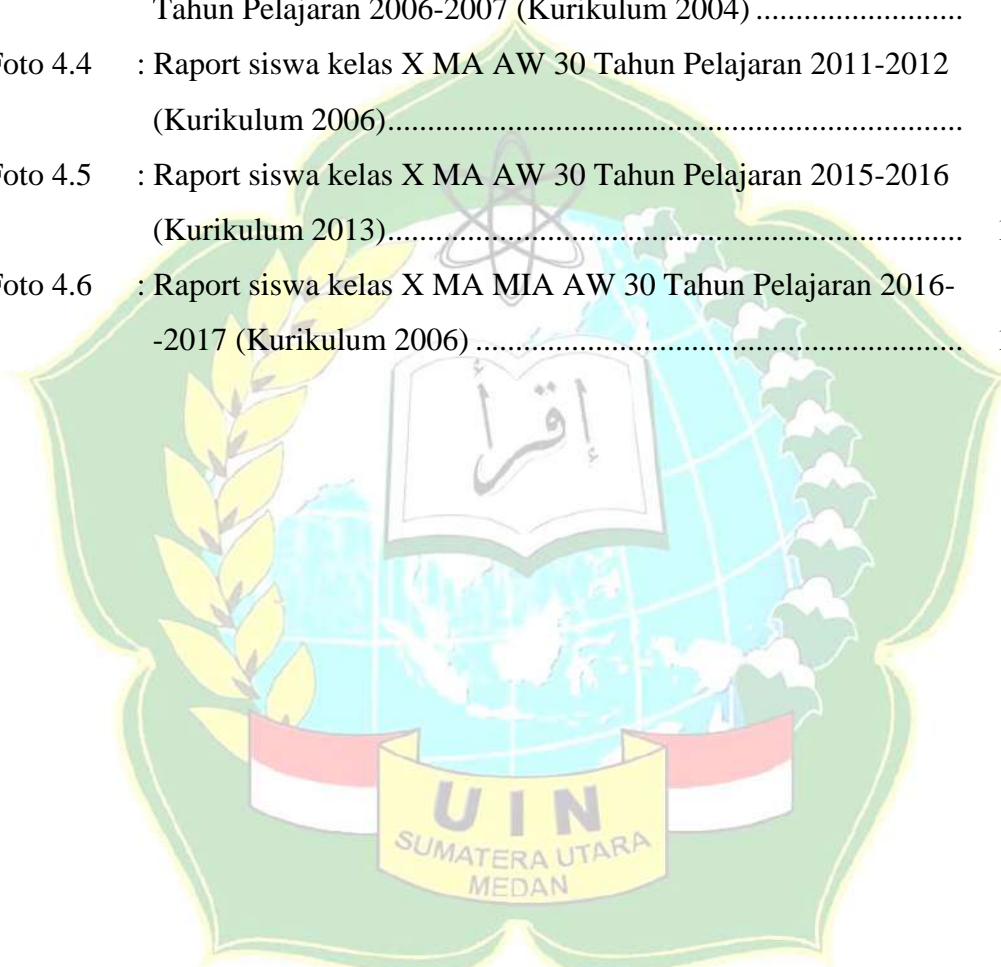 Tahun Pelajaran 2006-2007 (Kurikulum 2004) ..........................
Foto 4.4 : Raport siswa kelas X MA AW 30 Tahun Pelajaran 2011-2012
(Kurikulum 2006)........................................................................
Foto 4.5 : Raport siswa kelas X MA AW 30 Tahun Pelajaran 2015-2016
(Kurikulum 2013)........................................................................
Foto 4.6 : Raport siswa kelas X MA MIA AW 30 Tahun Pelajaran 2016-
-2017 (Kurikulum 2006) .............................................................
إقرأ
UIN
SUMATERA UTARA
MEDAN